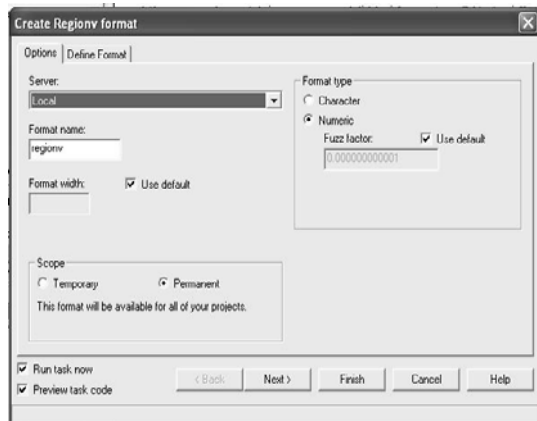 Create Regionv format
Options
Define Format
Server:
Local
Format name:
regionv
Format width:
Use default
Format type
Character
Numeric
Fuzz factor:
Use default
0.000000000001
Scope
Temporary
Permanent
This format will be available for all of your projects.
Run task now
Preview task code
< Back
Next >
Finish
Cancel
Help